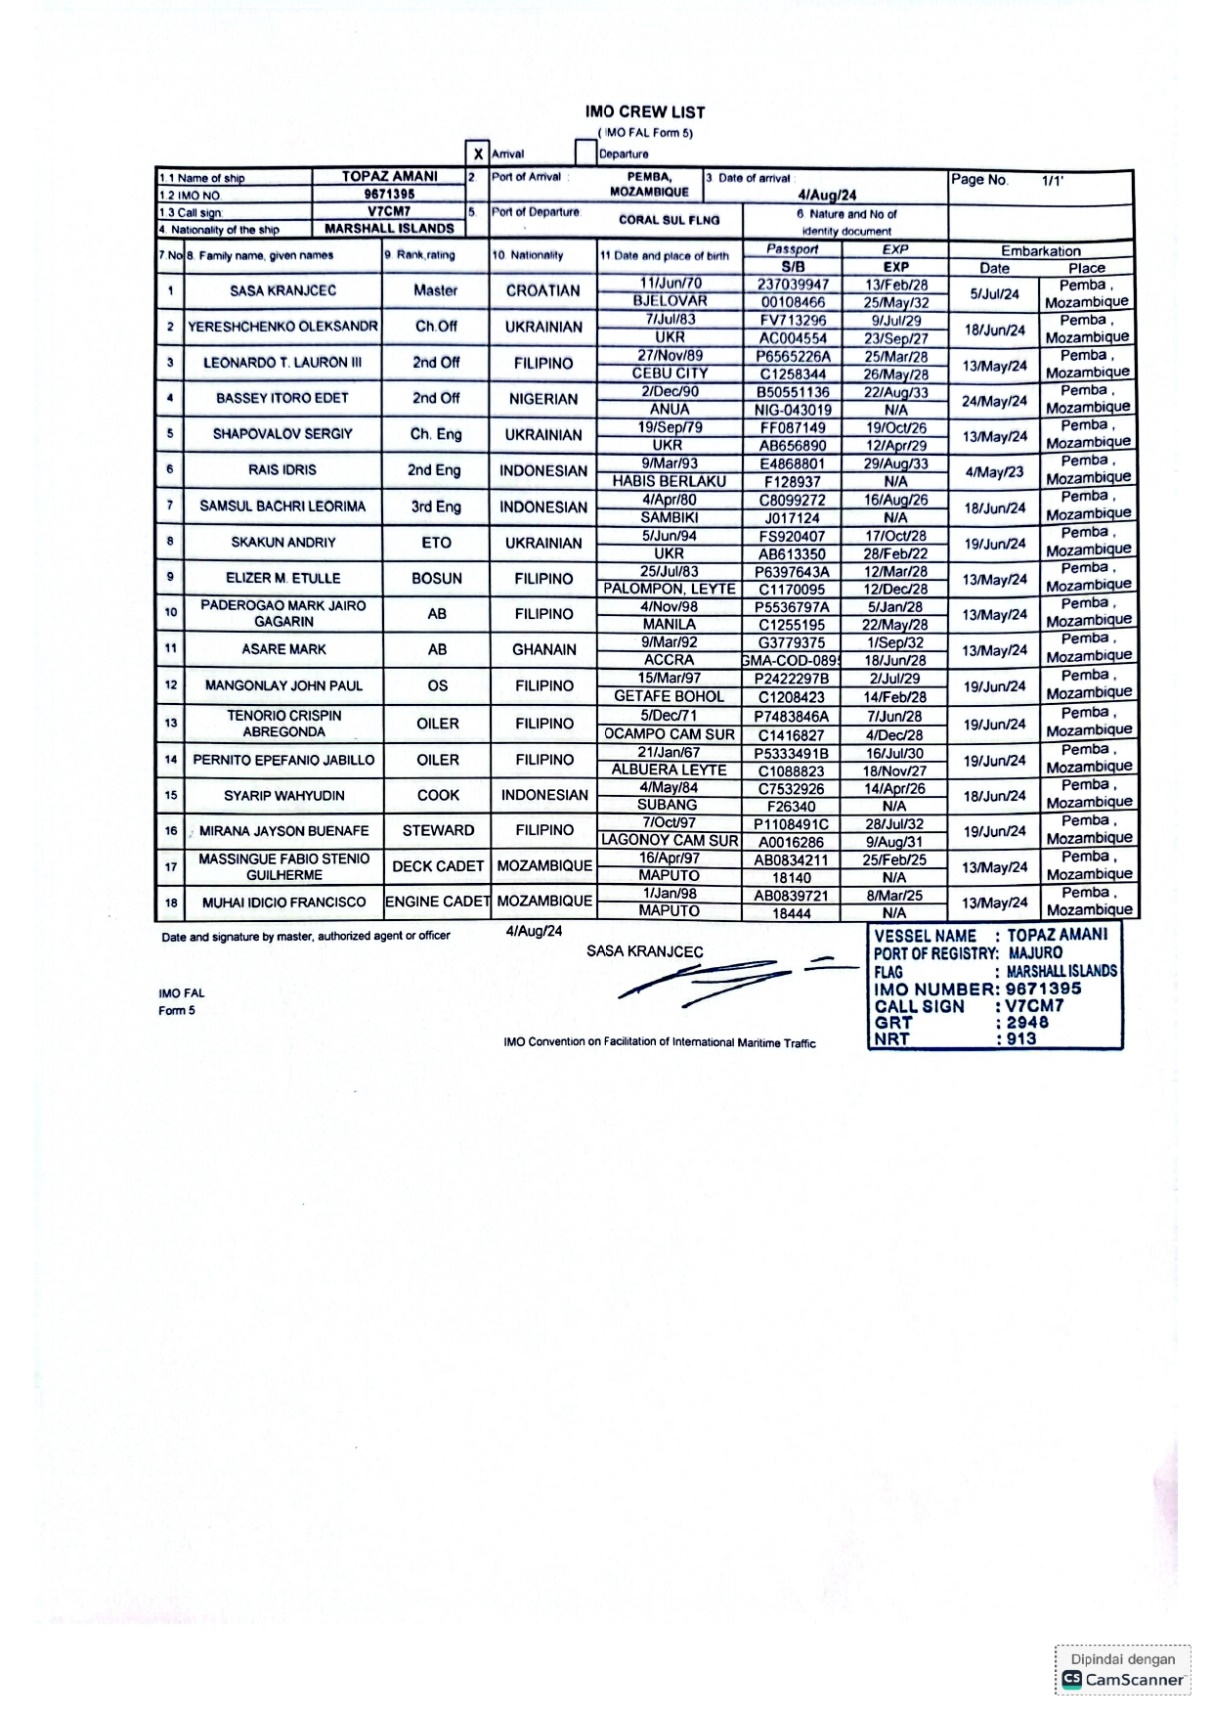 IMO CREW LIST
( IMO FAL Form 5)
X Arrival Departure
1.1 Name of ship TOPAZ AMANI 2. Port of Arrival : PEMBA, MOZAMBIQUE 3 Date of arrival 4/Aug/24 Page No. 1/1'
1.2 IMO NO. 9671395
1.3 Call sign: V7CM7 5. Port of Departure: CORAL SUL FLNG 6. Nature and No of identity document
4. Nationality of the ship MARSHALL ISLANDS
7.No 8. Family name, given names 9. Rank,rating 10. Nationality 11 Date and place of birth Passport EXP Embarkation
S/B EXP Date Place
1 SASA KRANJCEC Master CROATIAN 11/Jun/70 237039947 13/Feb/28 5/Jul/24 Pemba ,
BJELOVAR 00108466 25/May/32 Mozambique
2 YERESHCHENKO OLEKSANDR Ch.Off UKRAINIAN 7/Jul/83 FV713296 9/Jul/29 18/Jun/24 Pemba ,
UKR AC004554 23/Sep/27 Mozambique
3 LEONARDO T. LAURON III 2nd Off FILIPINO 27/Nov/89 P6565226A 25/Mar/28 13/May/24 Pemba ,
CEBU CITY C1258344 26/May/28 Mozambique
4 BASSEY ITORO EDET 2nd Off NIGERIAN 2/Dec/90 B50551136 22/Aug/33 24/May/24 Pemba ,
ANUA NIG-043019 N/A Mozambique
5 SHAPOVALOV SERGIY Ch. Eng UKRAINIAN 19/Sep/79 FF087149 19/Oct/26 13/May/24 Pemba ,
UKR AB656890 12/Apr/29 Mozambique
6 RAIS IDRIS 2nd Eng INDONESIAN 9/Mar/93 E4868801 29/Aug/33 4/May/23 Pemba ,
HABIS BERLAKU F128937 N/A Mozambique
7 SAMSUL BACHRI LEORIMA 3rd Eng INDONESIAN 4/Apr/80 C8099272 16/Aug/26 18/Jun/24 Pemba ,
SAMBIKI J017124 N/A Mozambique
8 SKAKUN ANDRIY ETO UKRAINIAN 5/Jun/94 FS920407 17/Oct/28 19/Jun/24 Pemba ,
UKR AB613350 28/Feb/22 Mozambique
9 ELIZER M. ETULLE BOSUN FILIPINO 25/Jul/83 P6397643A 12/Mar/28 13/May/24 Pemba ,
PALOMPON, LEYTE C1170095 12/Dec/28 Mozambique
10 PADEROGAO MARK JAIRO GAGARIN AB FILIPINO 4/Nov/98 P5536797A 5/Jan/28 13/May/24 Pemba ,
MANILA C1255195 22/May/28 Mozambique
11 ASARE MARK AB GHANAIN 9/Mar/92 G3779375 1/Sep/32 13/May/24 Pemba ,
ACCRA GMA-COD-089 18/Jun/28 Mozambique
12 MANGONLAY JOHN PAUL OS FILIPINO 15/Mar/97 P2422297B 2/Jul/29 19/Jun/24 Pemba ,
GETAFE BOHOL C1208423 14/Feb/28 Mozambique
13 TENORIO CRISPIN ABREGONDA OILER FILIPINO 5/Dec/71 P7483846A 7/Jun/28 19/Jun/24 Pemba ,
OCAMPO CAM SUR C1416827 4/Dec/28 Mozambique
14 PERNITO EPEFANIO JABILLO OILER FILIPINO 21/Jan/67 P5333491B 16/Jul/30 19/Jun/24 Pemba ,
ALBUERA LEYTE C1088823 18/Nov/27 Mozambique
15 SYARIP WAHYUDIN COOK INDONESIAN 4/May/84 C7532926 14/Apr/26 18/Jun/24 Pemba ,
SUBANG F26340 N/A Mozambique
16 MIRANA JAYSON BUENAFE STEWARD FILIPINO 7/Oct/97 P1108491C 28/Jul/32 19/Jun/24 Pemba ,
LAGONOY CAM SUR A0016286 9/Aug/31 Mozambique
17 MASSINGUE FABIO STENIO GUILHERME DECK CADET MOZAMBIQUE 16/Apr/97 AB0834211 25/Feb/25 13/May/24 Pemba ,
MAPUTO 18140 N/A Mozambique
18 MUHAI IDICIO FRANCISCO ENGINE CADET MOZAMBIQUE 1/Jan/98 AB0839721 8/Mar/25 13/May/24 Pemba ,
MAPUTO 18444 N/A Mozambique
Date and signature by master, authorized agent or officer 4/Aug/24
SASA KRANJCEC
VESSEL NAME : TOPAZ AMANI
PORT OF REGISTRY: MAJURO
FLAG : MARSHALL ISLANDS
IMO NUMBER: 9671395
CALL SIGN : V7CM7
GRT : 2948
NRT : 913
IMO FAL
Form 5
IMO Convention on Facilitation of International Maritime Traffic
Dipindai dengan
CS CamScanner